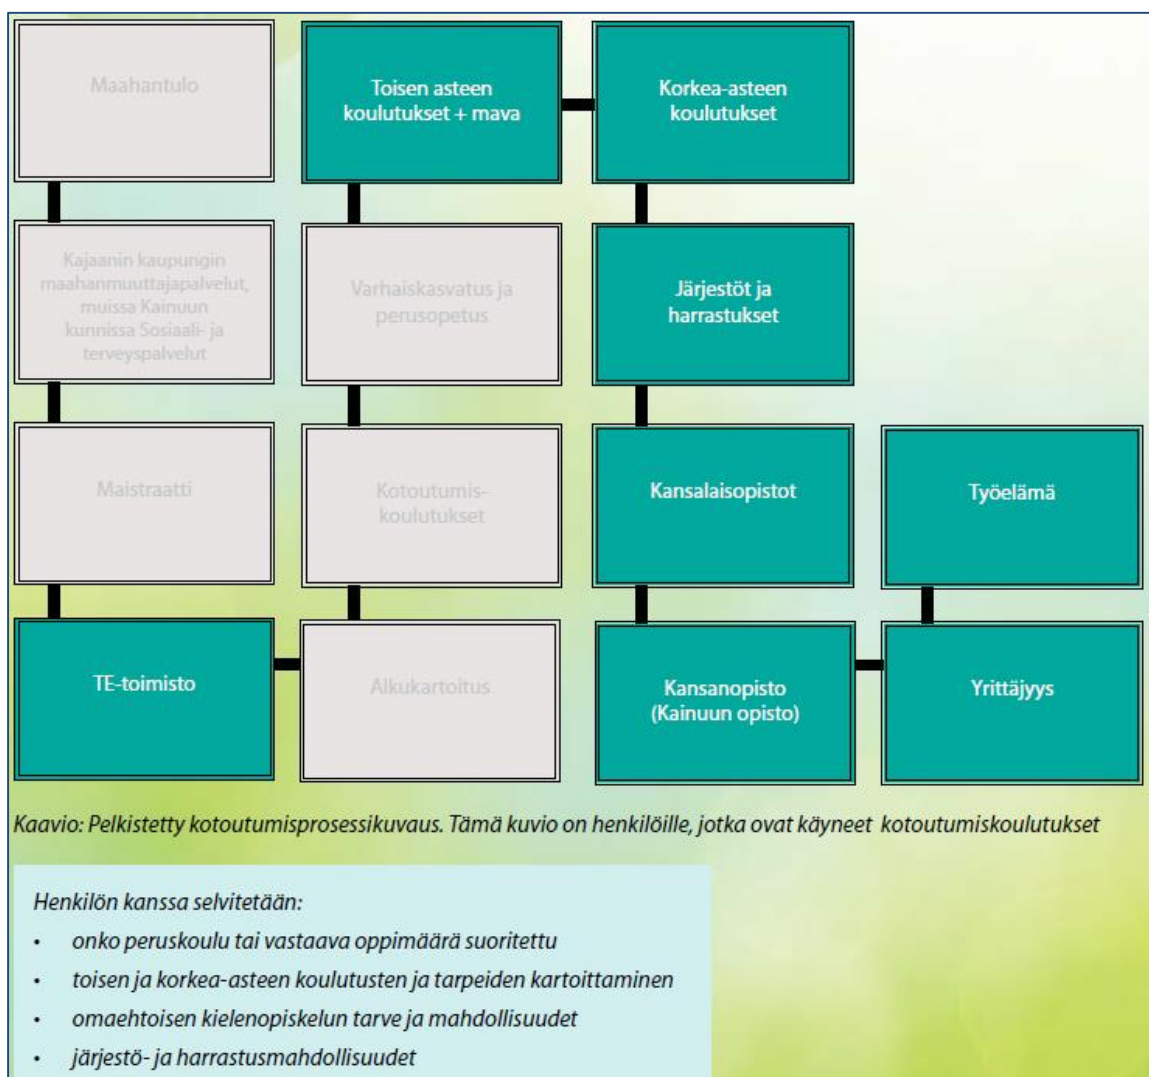 Maahantulo
Kajaanin kaupungin
maahanmuuttajapalvelut,
muissa Kainuun
kunnissa Sosiaali- ja
terveyspalvelut
Maistraatti
TE-toimisto
Alkukartoitus
Kotoutumis-
koulutukset
Varhaiskasvatus ja
perusopetus
Toisen asteen
koulutukset + mava
Korkea-asteen
koulutukset
Järjestöt ja
harrastukset
Kansalaisopistot
Kansanopisto
(Kainuun opisto)
Yrittäjyys
Työelämä
Kaavio: Pelkistetty kotoutumisprosessikuvaus. Tämä kuvio on henkilöille, jotka ovat käyneet kotoutumiskoulutukset
Henkilön kanssa selvitetään:
• onko peruskoulu tai vastaava oppimäärä suoritettu
• toisen ja korkea-asteen koulutusten ja tarpeiden kartoittaminen
• omaehtoisen kielenopiskelun tarve ja mahdollisuudet
• järjestö- ja harrastusmahdollisuudet